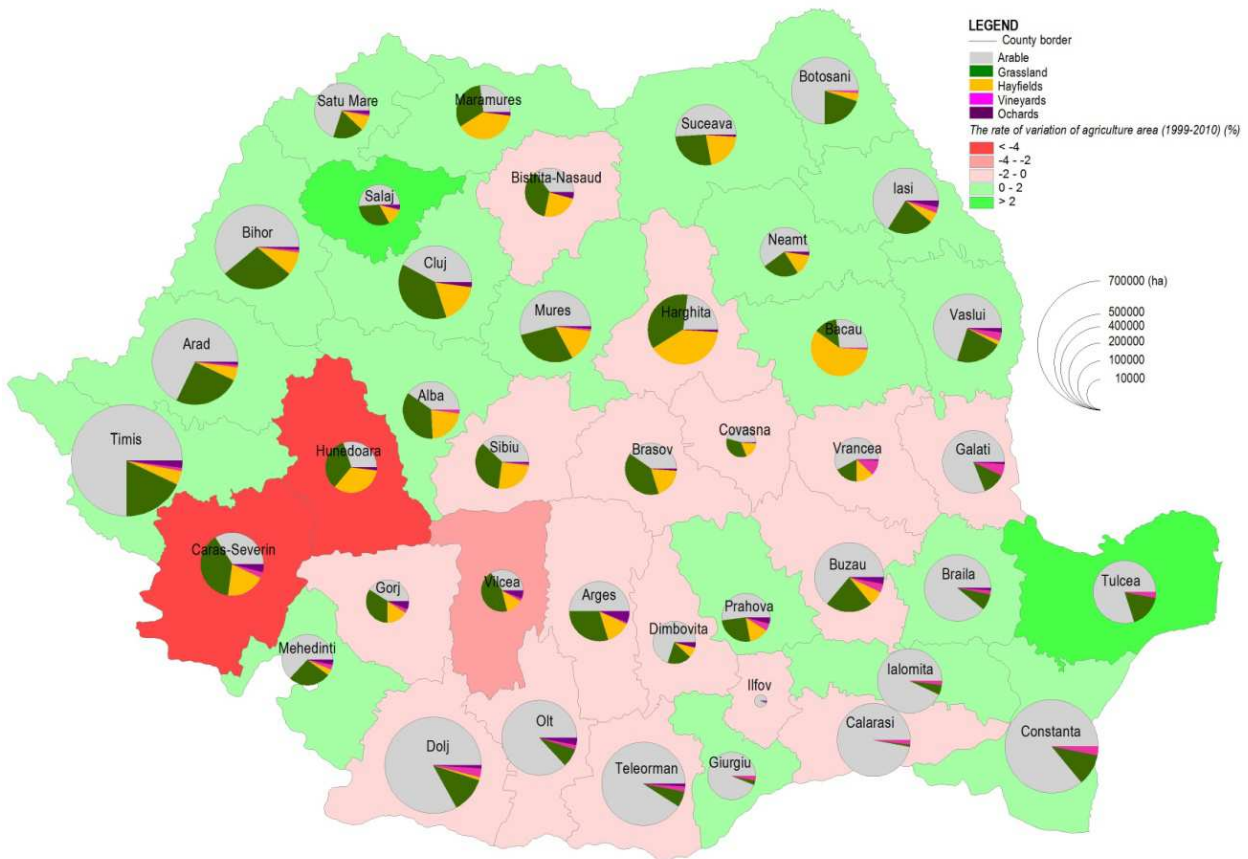 LEGEND
County border
Arable
Grassland
Hayfields
Vineyards
Ochards
The rate of variation of agriculture area (1999-2010) (%)
< -4
-4 - -2
-2 - 0
0 - 2
> 2
700000 (ha)
500000
400000
200000
100000
10000
Botosani
Satu Mare
Maramures
Suceava
Bistrita-Nasaud
Salaj
Iasi
Bihor
Neamt
Cluj
Mures
Harghita
Vaslui
Bacau
Arad
Alba
Timis
Covasna
Hunedoara
Sibiu
Brasov
Vrancea
Galati
Caras-Severin
Buzau
Vilcea
Gorj
Braila
Tulcea
Arges
Prahova
Dimbovita
Mehedinti
Ialomita
Ilfov
Olt
Calarasi
Dolj
Constanta
Teleorman
Giurgiu